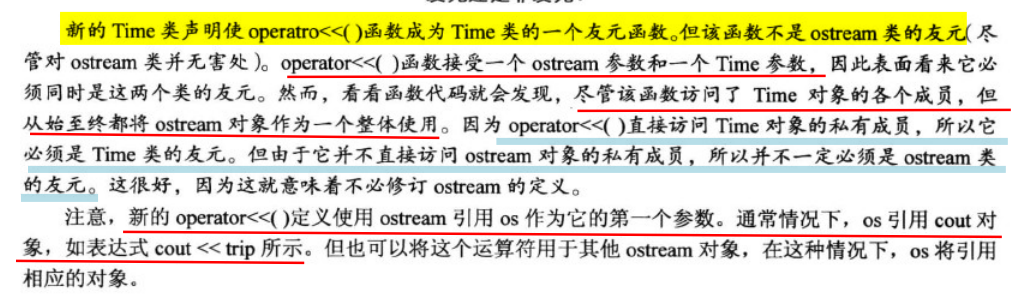 新的 Time 类声明使 operatro<<( )函数成为 Time 类的一个友元函数。但该函数不是 ostream 类的友元(尽
管对 ostream 类并无害处)。operator<<( )函数接受一个 ostream 参数和一个 Time 参数，因此表面看来它必
须同时是这两个类的友元。然而，看看函数代码就会发现，尽管该函数访问了 Time 对象的各个成员，但
从始至终都将 ostream 对象作为一个整体使用。因为 operator<<( )直接访问 Time 对象的私有成员，所以它
必须是 Time 类的友元。但由于它并不直接访问 ostream 对象的私有成员，所以并不一定必须是 ostream 类
的友元。这很好，因为这就意味着不必修订 ostream 的定义。
注意，新的 operator<<( )定义使用 ostream 引用 os 作为它的第一个参数。通常情况下，os 引用 cout 对
象，如表达式 cout << trip 所示。但也可以将这个运算符用于其他 ostream 对象，在这种情况下，os 将引用
相应的对象。